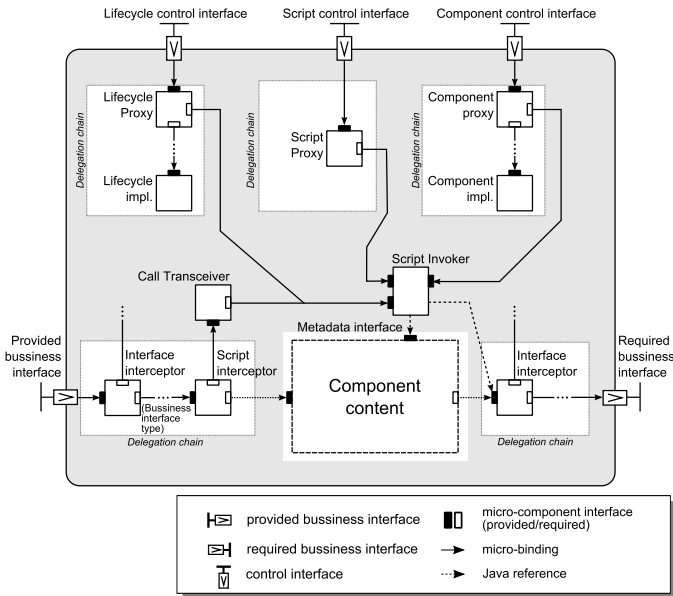 Lifecycle control interface
Script control interface
Component control interface
Delegation chain
Lifecycle
Proxy
Lifecycle
impl.
Delegation chain
Script
Proxy
Delegation chain
Component
proxy
Component
impl.
Script Invoker
Call Transceiver
Metadata interface
Provided
bussiness
interface
Interface
interceptor
Script
interceptor
(Bussiness
interface
type)
Delegation chain
Component
content
Interface
interceptor
Delegation chain
Required
bussiness
interface
provided bussiness interface
required bussiness interface
control interface
micro-component interface
(provided/required)
micro-binding
Java reference